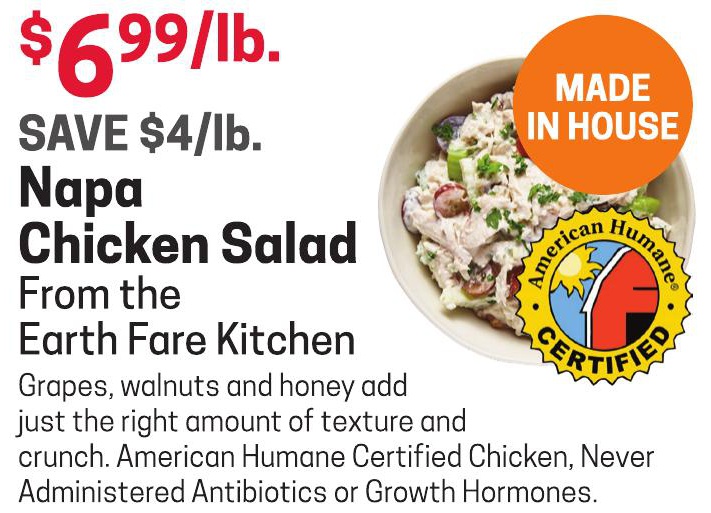 $6.99/lb.
SAVE $4/lb.
Napa
Chicken Salad
From the
Earth Fare Kitchen
Grapes, walnuts and honey add
just the right amount of texture and
crunch. American Humane Certified Chicken, Never
Administered Antibiotics or Growth Hormones.
MADE
IN HOUSE
American Humane®
CERTIFIED